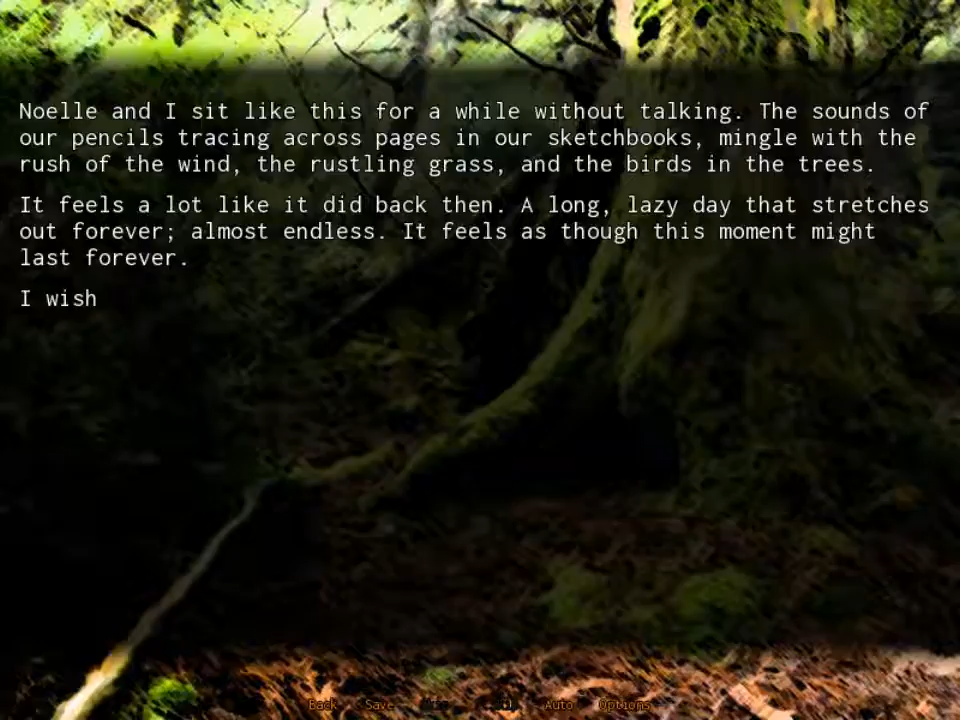 Noelle and I sit like this for a while without talking. The sounds of
our pencils tracing across pages in our sketchbooks, mingle with the
rush of the wind, the rustling grass, and the birds in the trees.
It feels a lot like it did back then. A long, lazy day that stretches
out forever; almost endless. It feels as though this moment might
last forever.
I wish
Back Save Auto Options